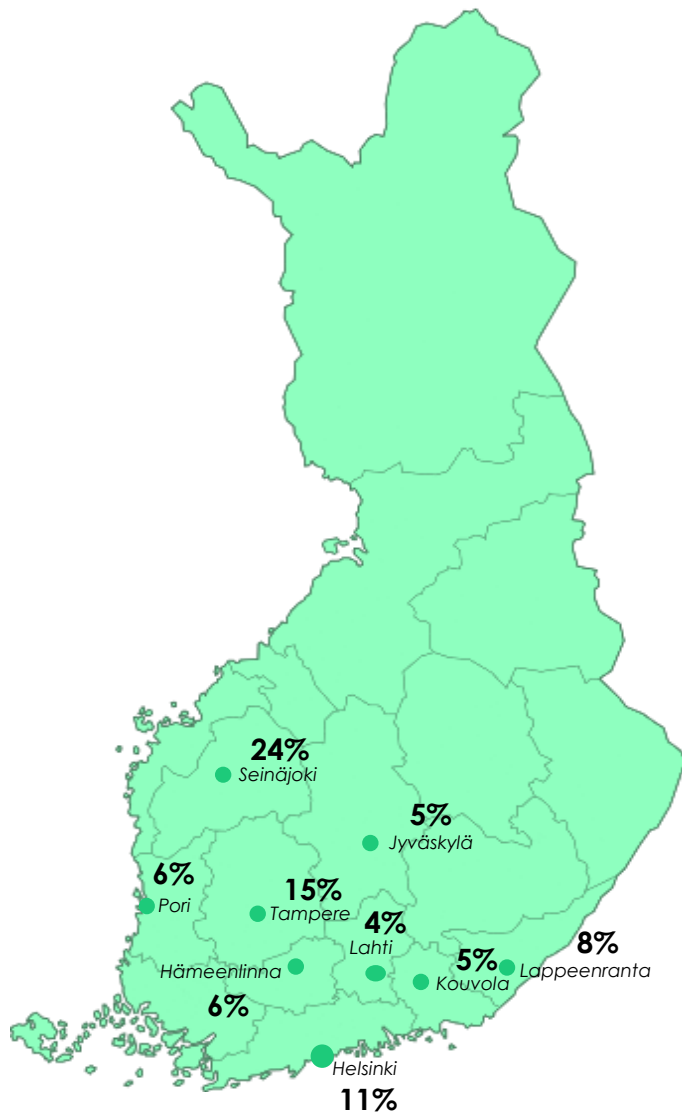 24%
Seinäjoki
5%
Jyväskylä
6%
Pori
15%
Tampere
4%
Lahti
Hämeenlinna
6%
5%
Kouvola
8%
Lappeenranta
Helsinki
11%